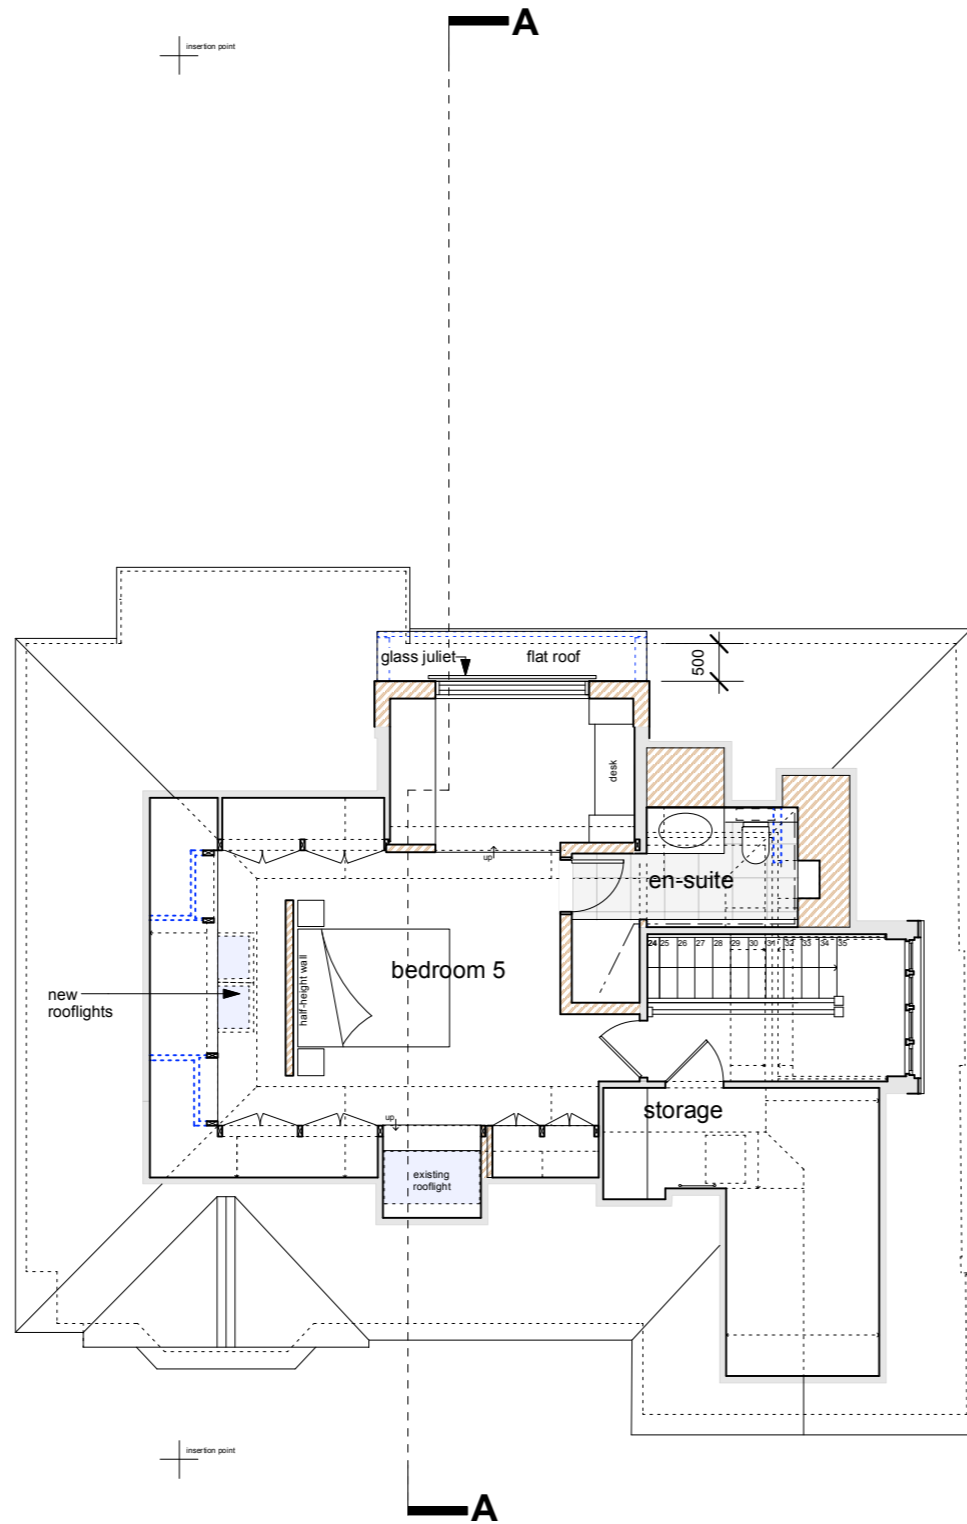 A
insertion point
glass juliet
flat roof
500
desk
up
en-suite
24 25 26 27 28 29 30 31 32 33 34 35
bedroom 5
half-height wall
new
rooflights
storage
up
existing
rooflight
insertion point
A